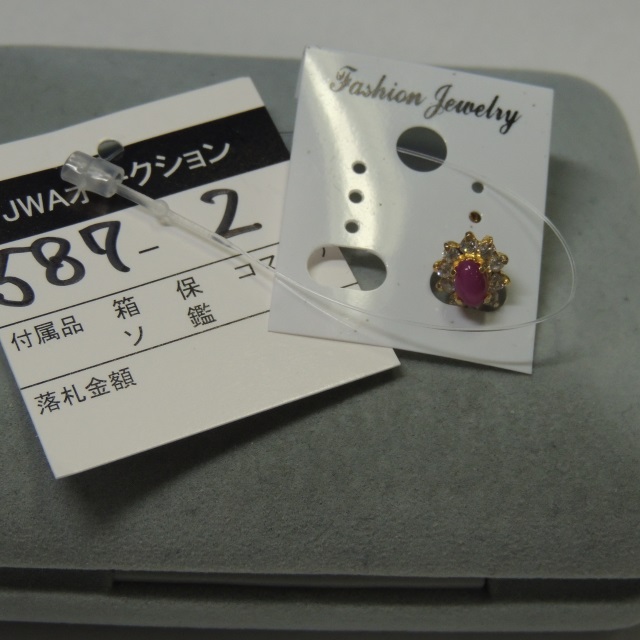 JWAオークション
587-2
付属品 箱 保 コマ
ソ 鑑
落札金額
Fashion Jewelry